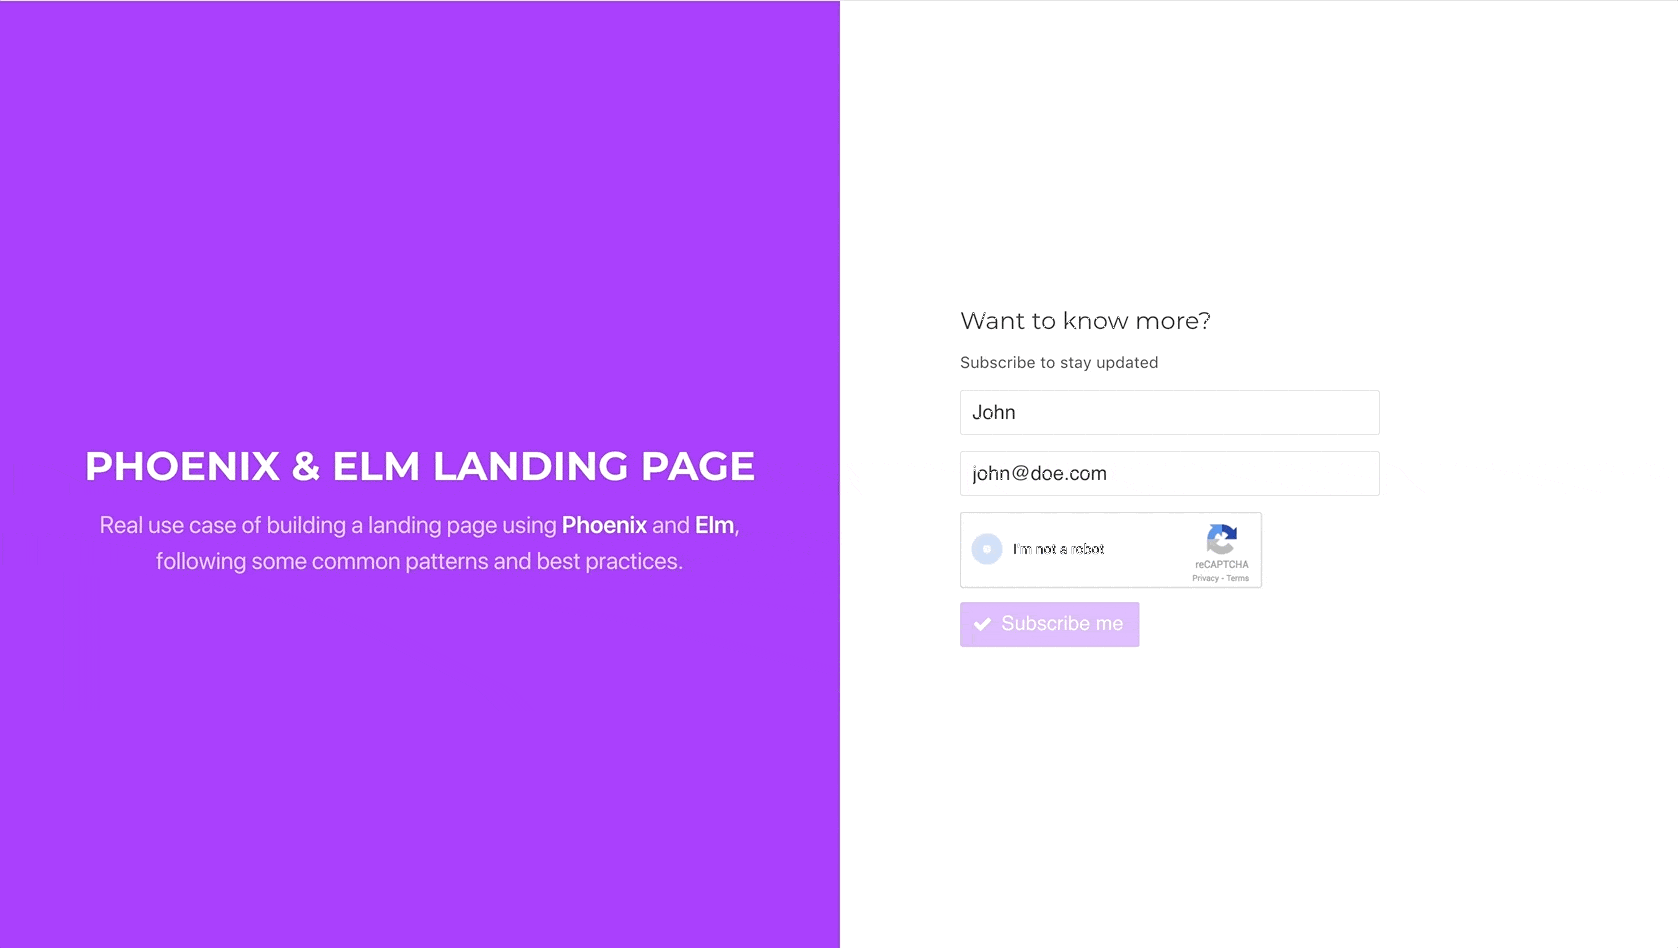 PHOENIX & ELM LANDING PAGE
Real use case of building a landing page using Phoenix and Elm,
following some common patterns and best practices.
Want to know more?
Subscribe to stay updated
John
john@doe.com
I'm not a robot
reCAPTCHA
Privacy - Terms
Subscribe me